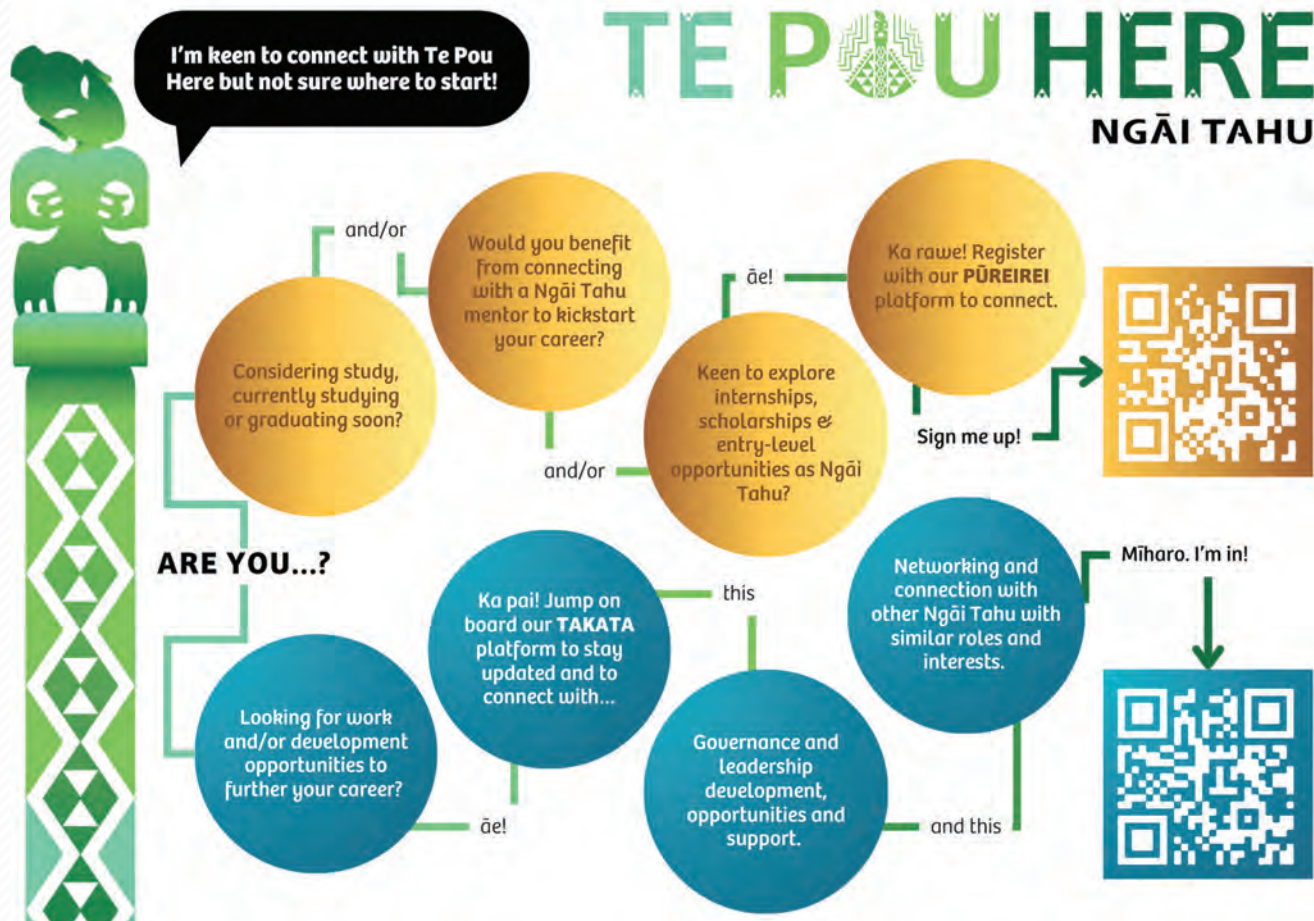 I'm keen to connect with Te Pou
Here but not sure where to start!
TE POU HERE
NGĀI TAHU
ARE YOU...?
Considering study,
currently studying
or graduating soon?
and/or
Would you benefit
from connecting
with a Ngāi Tahu
mentor to kickstart
your career?
and/or
Keen to explore
internships,
scholarships &
entry-level
opportunities as Ngāi
Tahu?
āe!
Ka rawe! Register
with our PŪREIREI
platform to connect.
Sign me up!
Looking for work
and/or development
opportunities to
further your career?
āe!
Ka pai! Jump on
board our TAKATA
platform to stay
updated and to
connect with...
this
Governance and
leadership
development,
opportunities and
support.
and this
Networking and
connection with
other Ngāi Tahu with
similar roles and
interests.
Mīharo. I'm in!